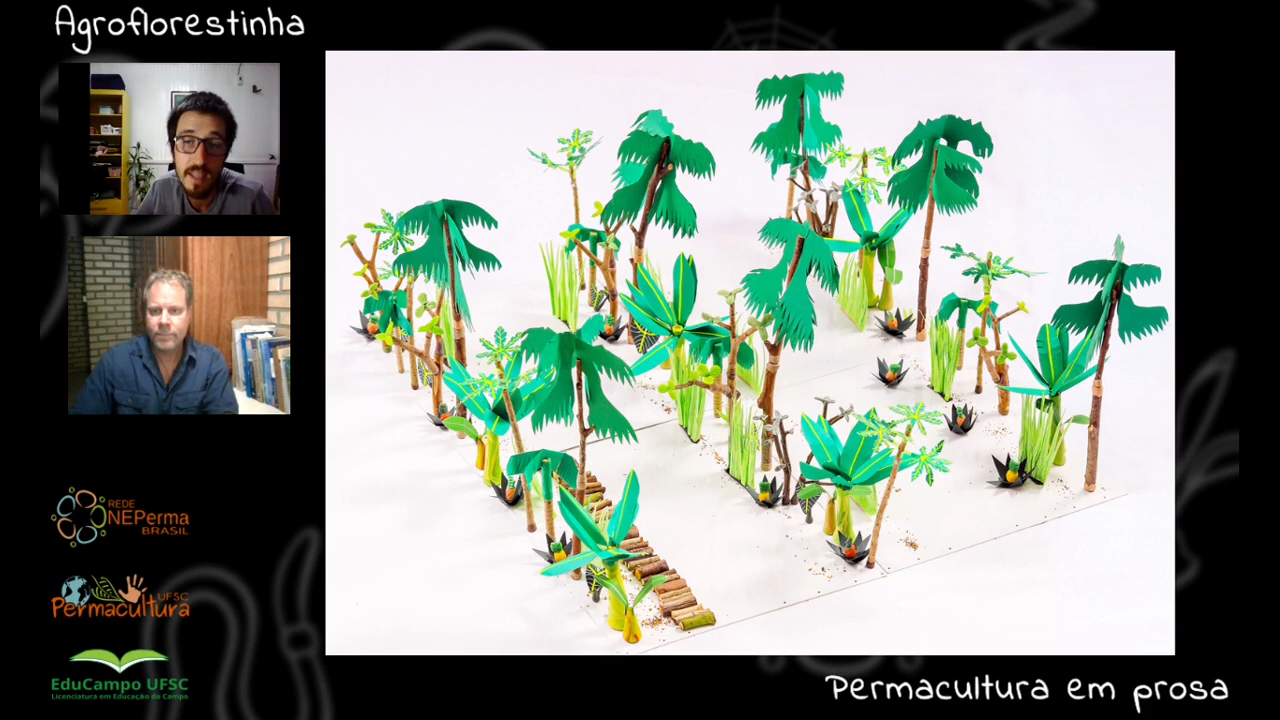 Agroflorestinha
REDE
NEPerma
BRASIL
UFSC
Permacultura
EduCampo UFSC
Licenciatura em Educação do Campo
Permacultura em prosa